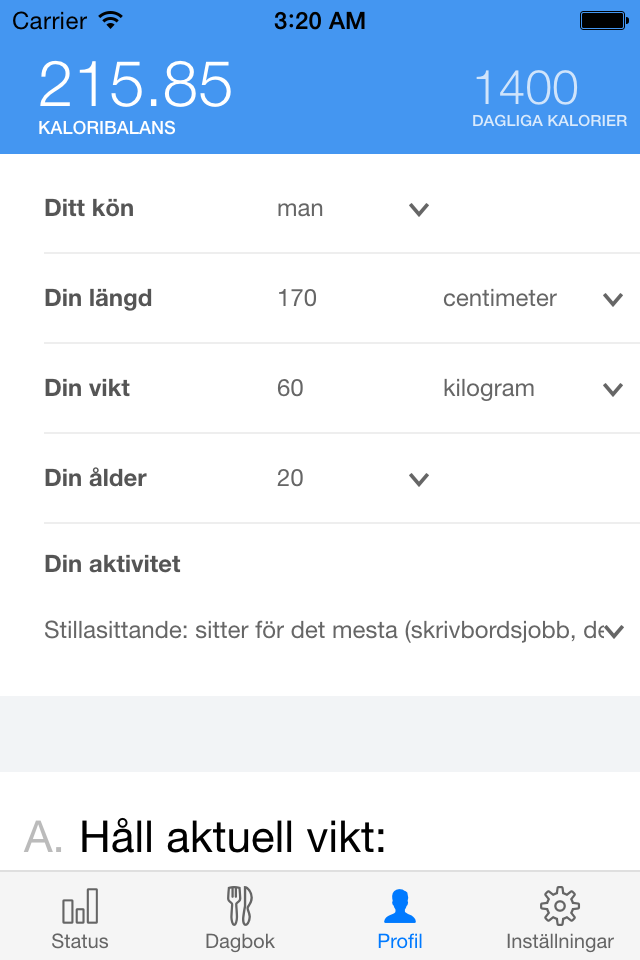 Carrier 3:20 AM
215.85 1400
KALORIBALANS DAGLIGA KALORIER
Ditt kön man
Din längd 170 centimeter
Din vikt 60 kilogram
Din ålder 20
Din aktivitet
Stillasittande: sitter för det mesta (skrivbordsjobb, de
A. Håll aktuell vikt:
Status Dagbok Profil Inställningar